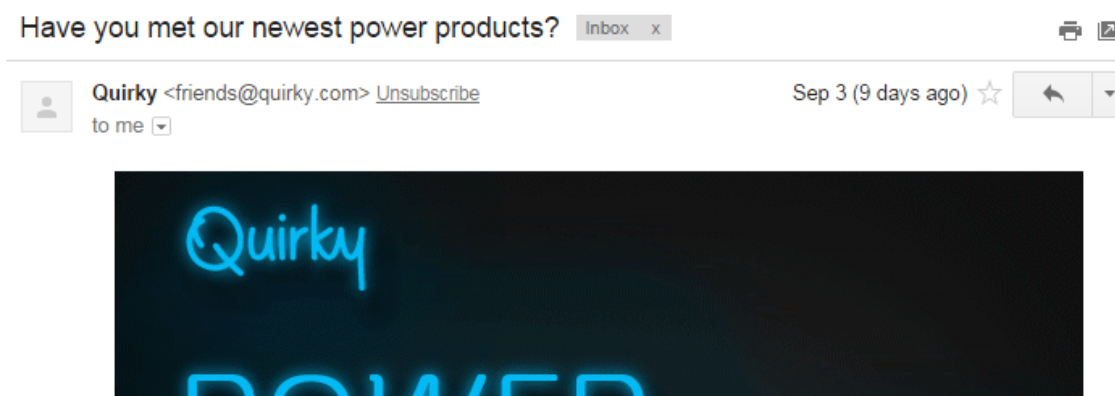 Have you met our newest power products? Inbox x
Quirky <friends@quirky.com> Unsubscribe Sep 3 (9 days ago)
to me
Quirky
POWER